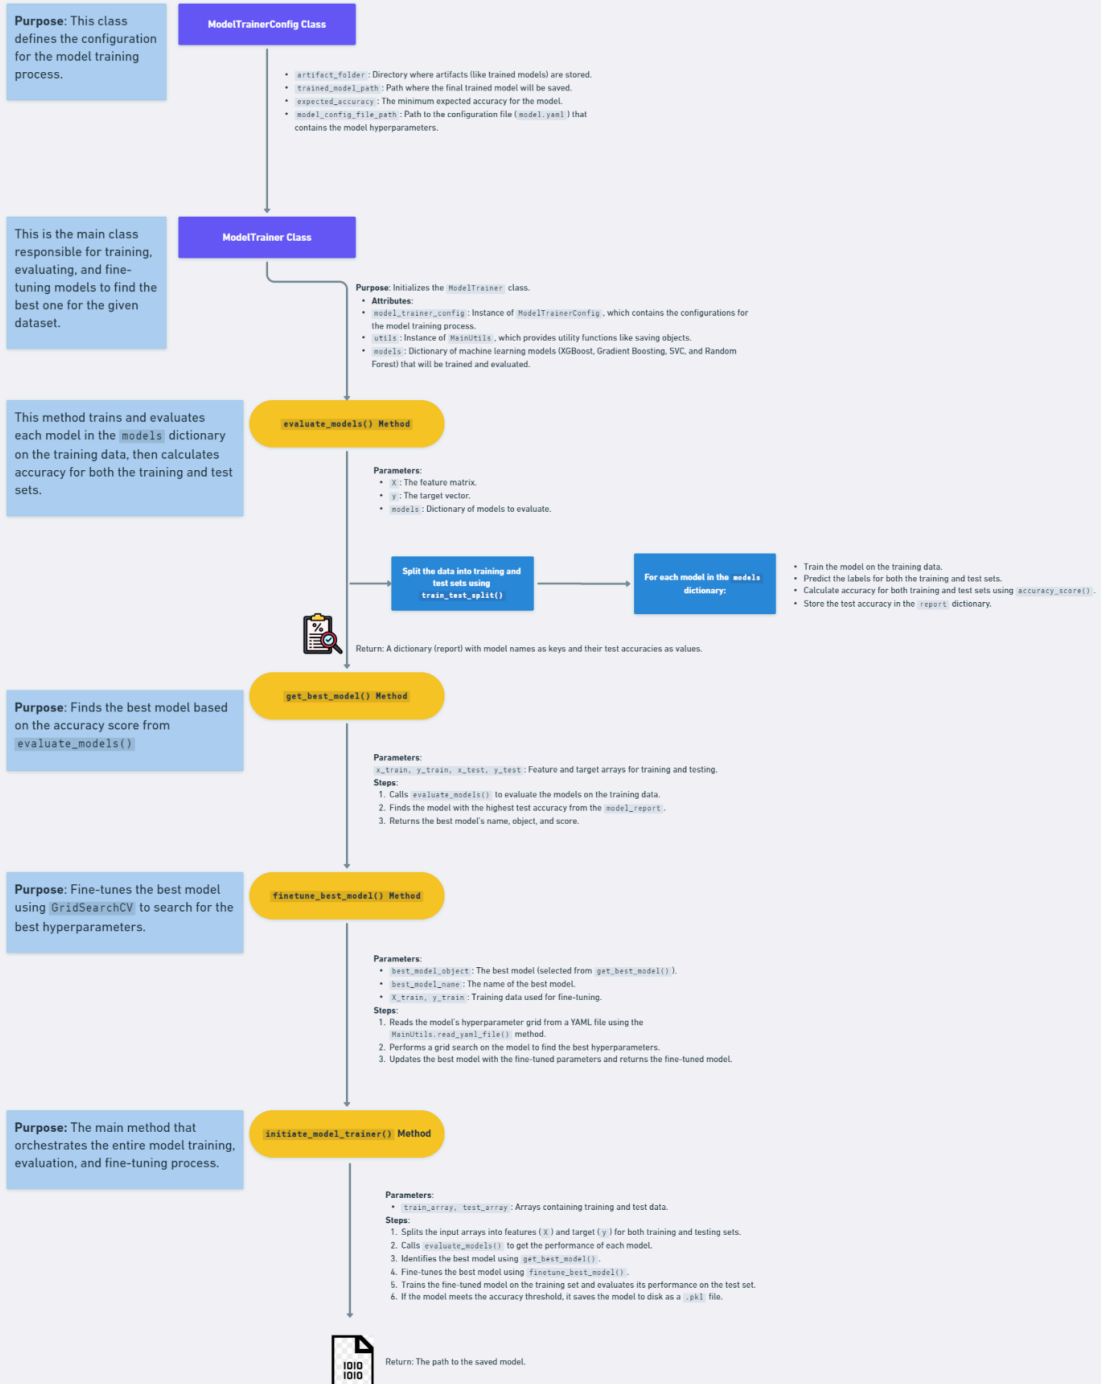 Purpose: This class
defines the configuration
for the model training
process.
ModelTrainerConfig Class
• artifact_folder : Directory where artifacts (like trained models) are stored.
• trained_model_path : Path where the final trained model will be saved.
• expected_accuracy : The minimum expected accuracy for the model.
• model_config_file_path : Path to the configuration file ( model.yaml ) that
contains the model hyperparameters.
This is the main class
responsible for training,
evaluating, and fine-
tuning models to find the
best one for the given
dataset.
ModelTrainer Class
Purpose: Initializes the ModelTrainer class.
• Attributes:
• model_trainer_config : Instance of ModelTrainerConfig , which contains the configurations for
the model training process.
• utils : Instance of MainUtils , which provides utility functions like saving objects.
• models : Dictionary of machine learning models (XGBoost, Gradient Boosting, SVC, and Random
Forest) that will be trained and evaluated.
This method trains and evaluates
each model in the models dictionary
on the training data, then calculates
accuracy for both the training and test
sets.
evaluate_models() Method
Parameters:
• X : The feature matrix.
• y : The target vector.
• models : Dictionary of models to evaluate.
Split the data into training and
test sets using
train_test_split()
For each model in the models
dictionary:
• Train the model on the training data.
• Predict the labels for both the training and test sets.
• Calculate accuracy for both training and test sets using accuracy_score() .
• Store the test accuracy in the report dictionary.
Return: A dictionary (report) with model names as keys and their test accuracies as values.
Purpose: Finds the best model based
on the accuracy score from
evaluate_models()
get_best_model() Method
Parameters:
x_train, y_train, x_test, y_test : Feature and target arrays for training and testing.
Steps:
1. Calls evaluate_models() to evaluate the models on the training data.
2. Finds the model with the highest test accuracy from the model_report .
3. Returns the best model's name, object, and score.
Purpose: Fine-tunes the best model
using GridSearchCV to search for the
best hyperparameters.
finetune_best_model() Method
Parameters:
• best_model_object : The best model (selected from get_best_model() ).
• best_model_name : The name of the best model.
• X_train, y_train : Training data used for fine-tuning.
Steps:
1. Reads the model's hyperparameter grid from a YAML file using the
MainUtils.read_yaml_file() method.
2. Performs a grid search on the model to find the best hyperparameters.
3. Updates the best model with the fine-tuned parameters and returns the fine-tuned model.
Purpose: The main method that
orchestrates the entire model training,
evaluation, and fine-tuning process.
initiate_model_trainer() Method
Parameters:
• train_array, test_array : Arrays containing training and test data.
Steps:
1. Splits the input arrays into features ( X ) and target ( y ) for both training and testing sets.
2. Calls evaluate_models() to get the performance of each model.
3. Identifies the best model using get_best_model() .
4. Fine-tunes the best model using finetune_best_model() .
5. Trains the fine-tuned model on the training set and evaluates its performance on the test set.
6. If the model meets the accuracy threshold, it saves the model to disk as a .pkl file.
1010
1010
Return: The path to the saved model.